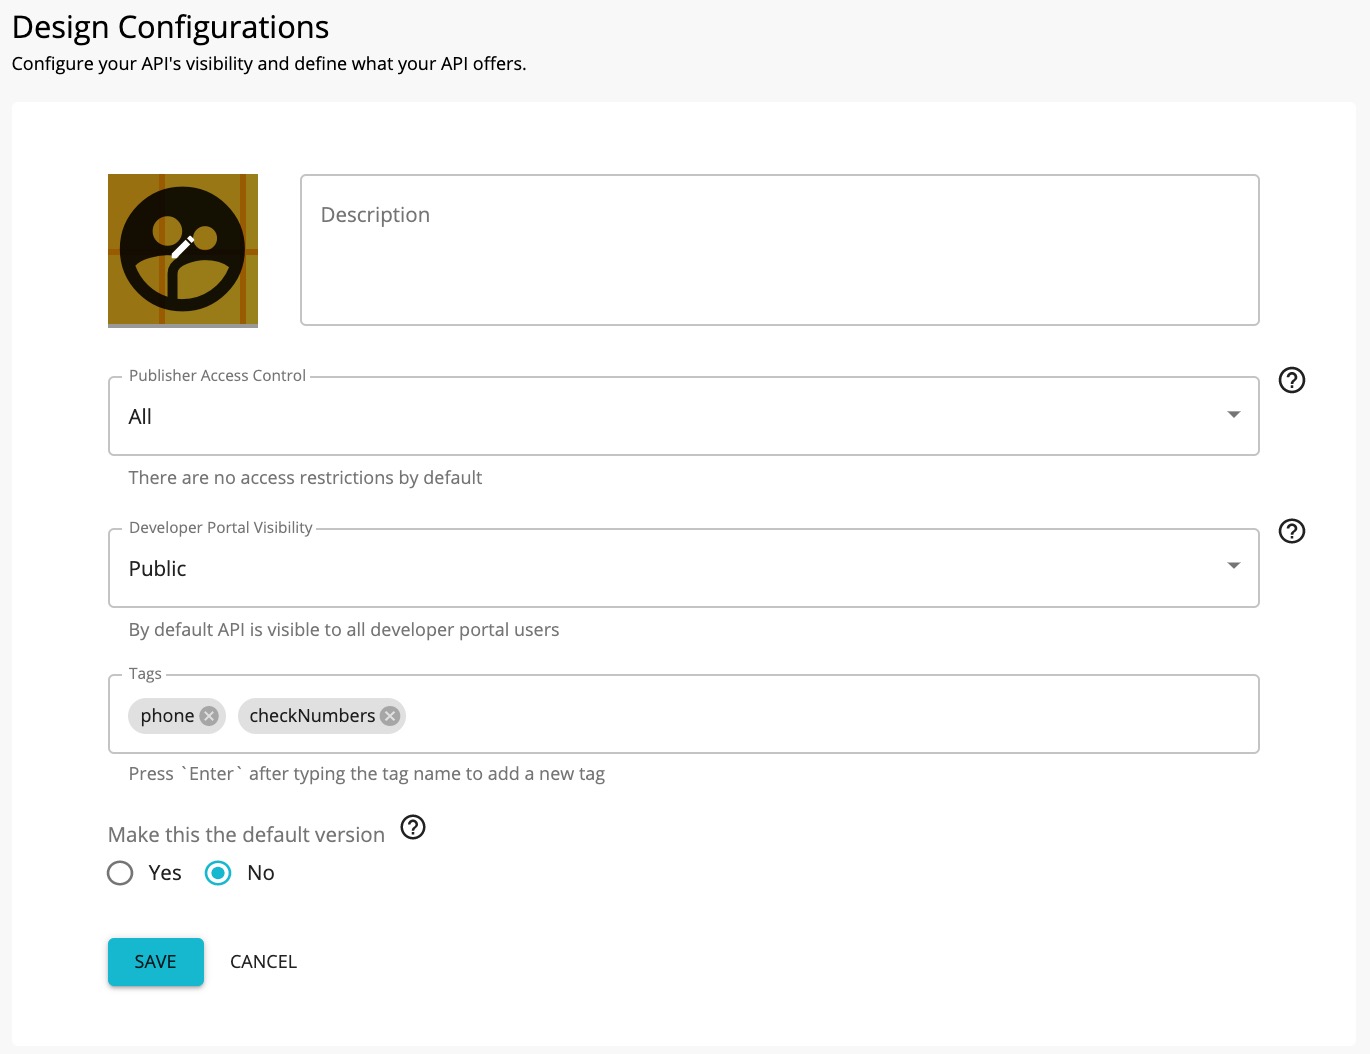 Design Configurations
Configure your API's visibility and define what your API offers.
Description
Publisher Access Control
All
There are no access restrictions by default
Developer Portal Visibility
Public
By default API is visible to all developer portal users
Tags
phone checkNumbers
Press `Enter` after typing the tag name to add a new tag
Make this the default version
Yes No
SAVE CANCEL